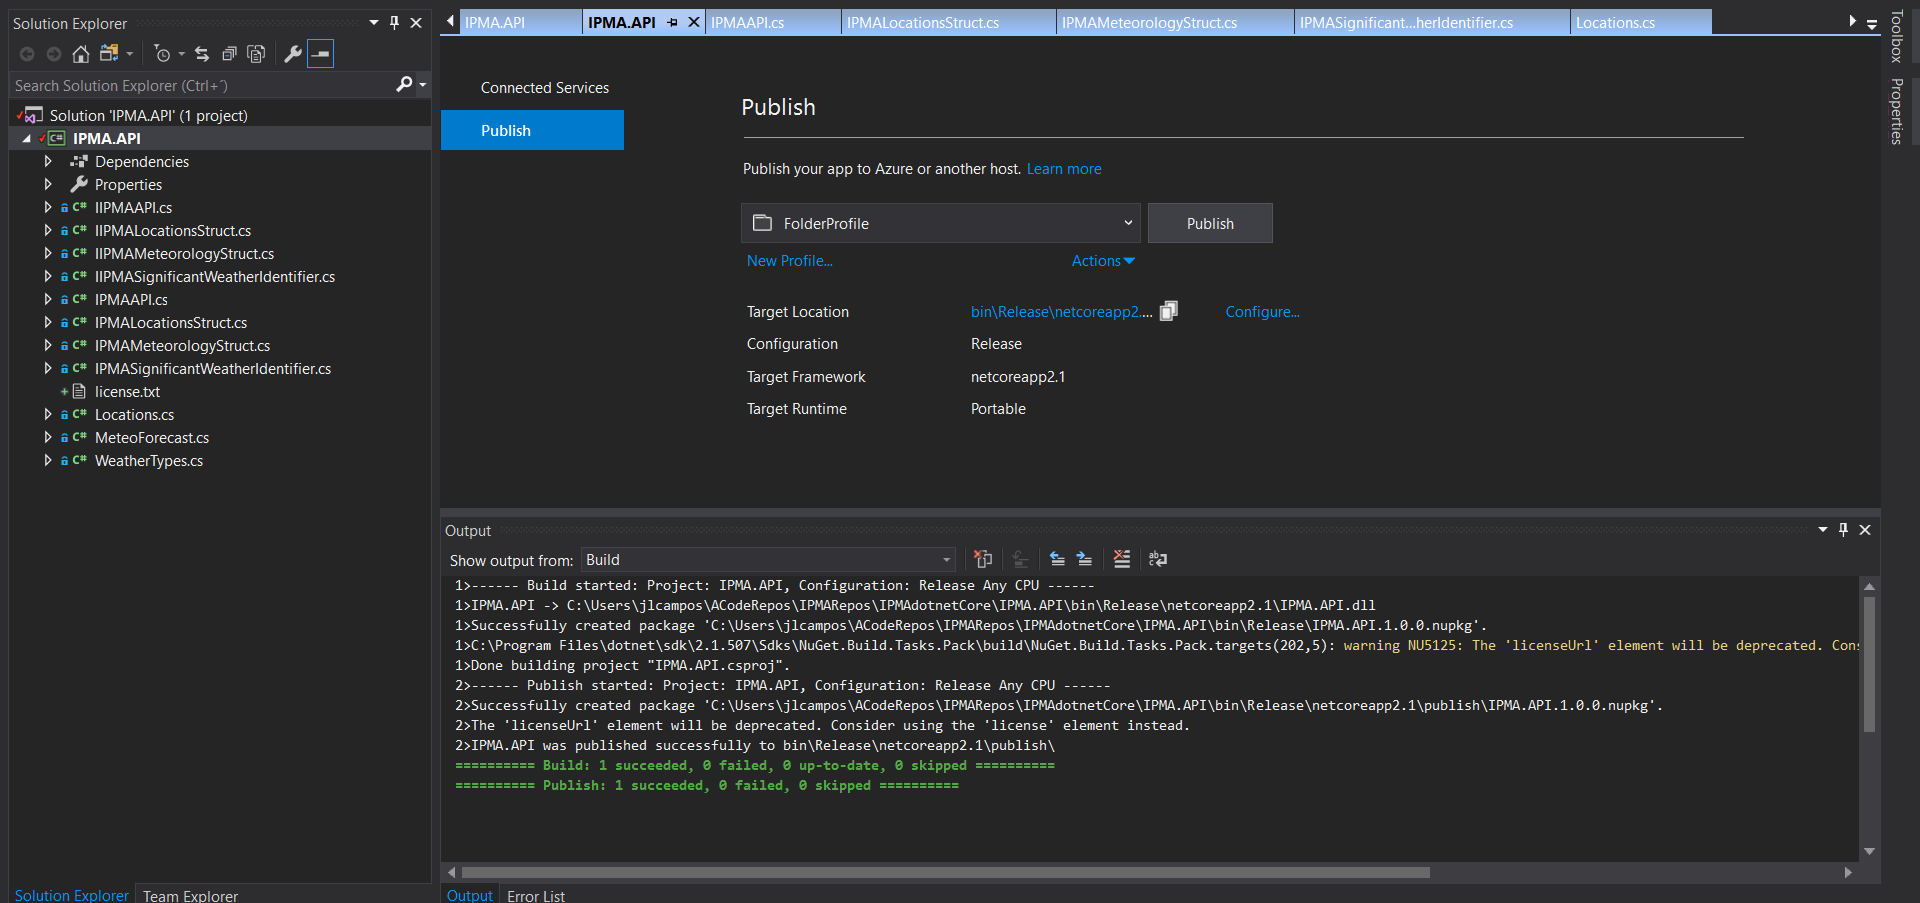 Solution Explorer
Search Solution Explorer (Ctrl+´)
Solution 'IPMA.API' (1 project)
IPMA.API
Dependencies
Properties
IIPMAAPI.cs
IIPMALocationsStruct.cs
IIPMAMeteorologyStruct.cs
IIPMASignificantWeatherIdentifier.cs
IPMAAPI.cs
IPMALocationsStruct.cs
IPMAMeteorologyStruct.cs
IPMASignificantWeatherIdentifier.cs
license.txt
Locations.cs
MeteoForecast.cs
WeatherTypes.cs
Solution Explorer Team Explorer
IPMA.API IPMA.API IPMAAPI.cs IPMALocationsStruct.cs IPMAMeteorologyStruct.cs IPMASignificant...herIdentifier.cs Locations.cs
Connected Services
Publish
Publish
Publish your app to Azure or another host. Learn more
FolderProfile Publish
New Profile... Actions
Target Location bin\Release\netcoreapp2.... Configure...
Configuration Release
Target Framework netcoreapp2.1
Target Runtime Portable
Output
Show output from: Build
1>------ Build started: Project: IPMA.API, Configuration: Release Any CPU ------
1>IPMA.API -> C:\Users\jlcampos\ACodeRepos\IPMARepos\IPMAdotnetCore\IPMA.API\bin\Release\netcoreapp2.1\IPMA.API.dll
1>Successfully created package 'C:\Users\jlcampos\ACodeRepos\IPMARepos\IPMAdotnetCore\IPMA.API\bin\Release\IPMA.API.1.0.0.nupkg'.
1>C:\Program Files\dotnet\sdk\2.1.507\Sdks\NuGet.Build.Tasks.Pack\build\NuGet.Build.Tasks.Pack.targets(202,5): warning NU5125: The 'licenseUrl' element will be deprecated. Cons
1>Done building project "IPMA.API.csproj".
2>------ Publish started: Project: IPMA.API, Configuration: Release Any CPU ------
2>Successfully created package 'C:\Users\jlcampos\ACodeRepos\IPMARepos\IPMAdotnetCore\IPMA.API\bin\Release\netcoreapp2.1\publish\IPMA.API.1.0.0.nupkg'.
2>The 'licenseUrl' element will be deprecated. Consider using the 'license' element instead.
2>IPMA.API was published successfully to bin\Release\netcoreapp2.1\publish\
========== Build: 1 succeeded, 0 failed, 0 up-to-date, 0 skipped ==========
========== Publish: 1 succeeded, 0 failed, 0 skipped ==========
Output Error List
Toolbox
Properties